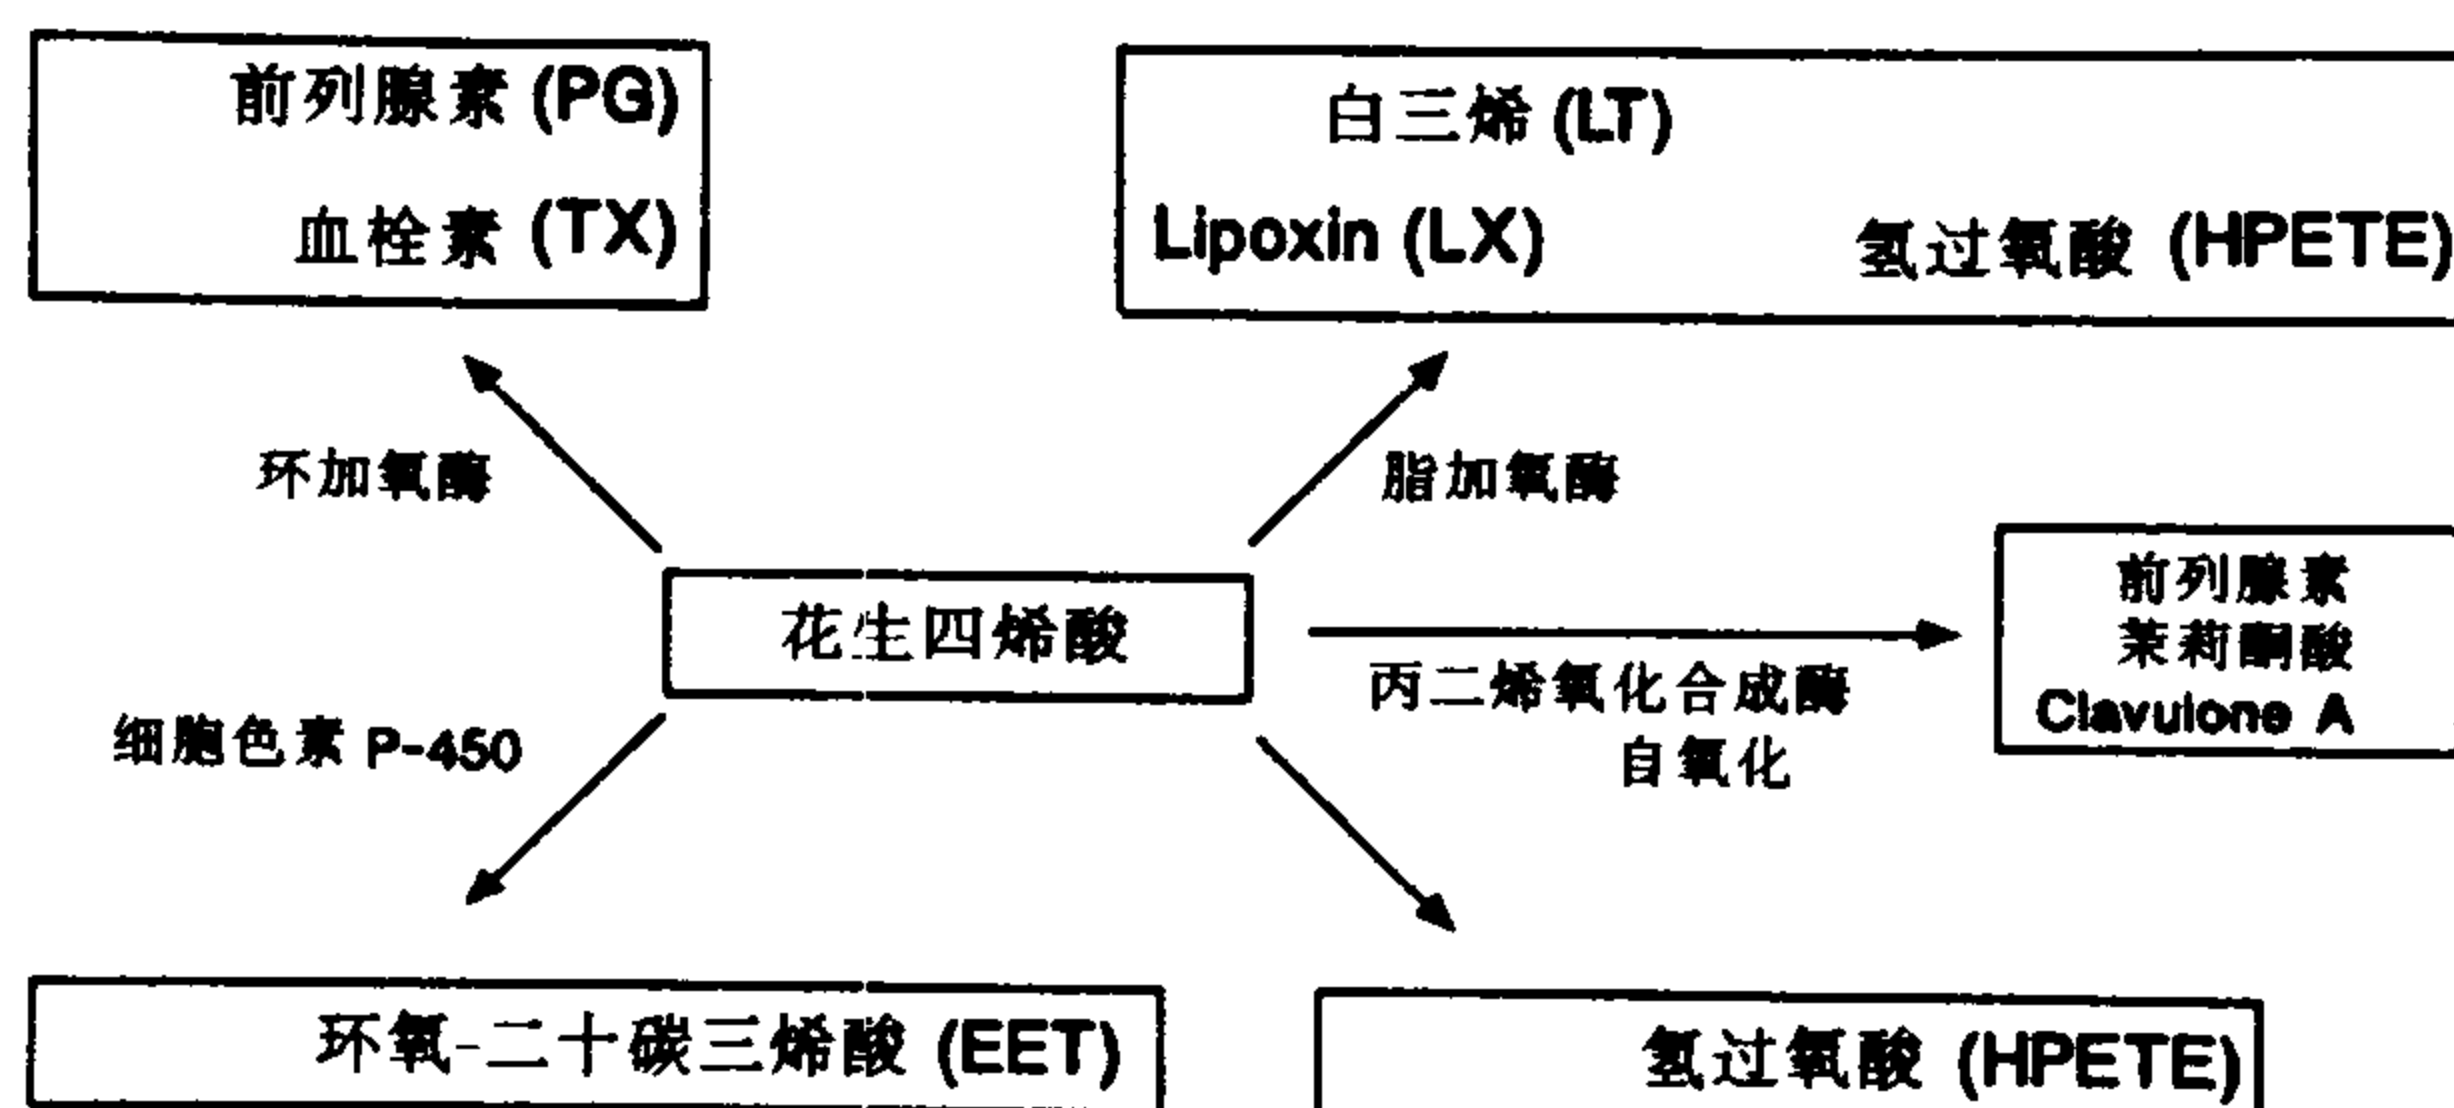 前列腺素 (PG)
血栓素 (TX)
白三烯 (LT)
Lipoxin (LX)
氢过氧酸 (HPETE)
环加氧酶
脂加氧酶
花生四烯酸
前列腺素
茉莉酮酸
Clavulone A
丙二烯氧化合成酶
自氧化
细胞色素 P-450
环氧-二十碳三烯酸 (EET)
氢过氧酸 (HPETE)